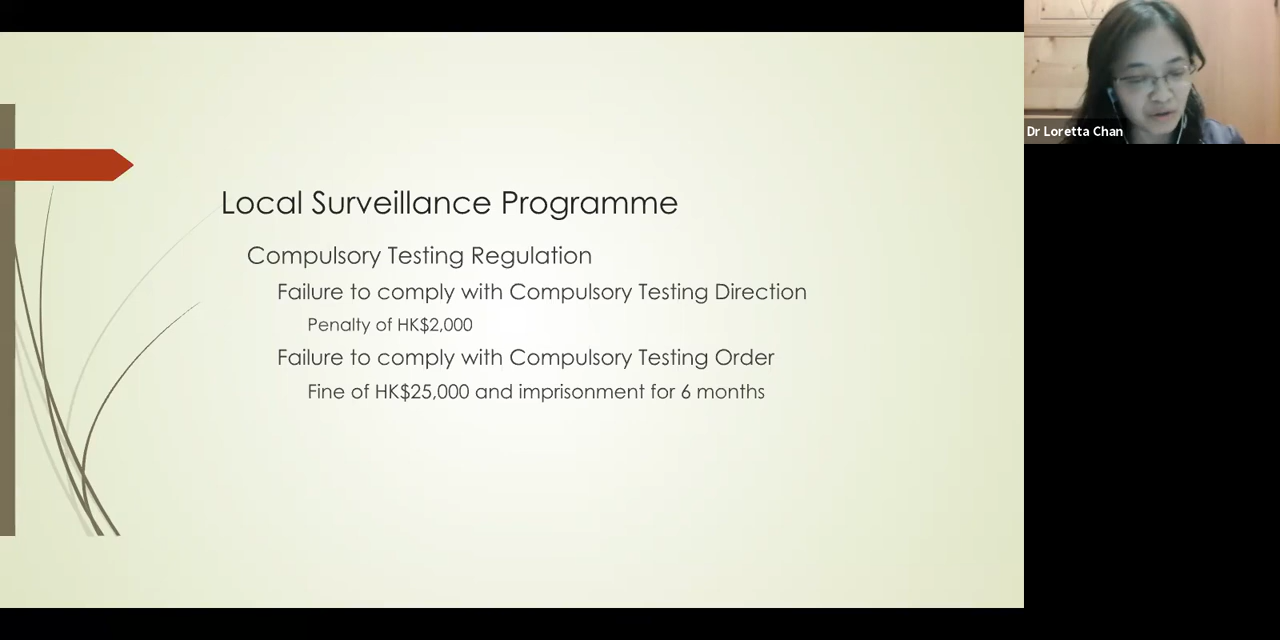 Local Surveillance Programme
Compulsory Testing Regulation
Failure to comply with Compulsory Testing Direction
Penalty of HK$2,000
Failure to comply with Compulsory Testing Order
Fine of HK$25,000 and imprisonment for 6 months
Dr Loretta Chan